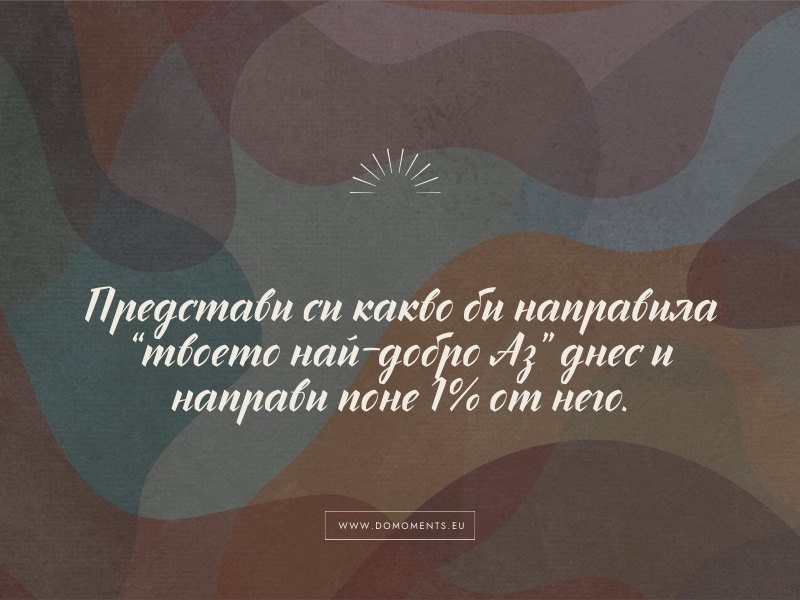 Представи си какво би направила
“твоето най-добро Аз” днес и
направи поне 1% от него.
WWW.DOMOMENTS.EU